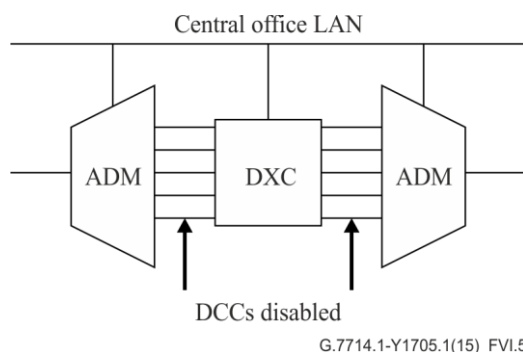 Central office LAN
ADM DXC ADM
DCCs disabled
G.7714.1-Y1705.1(15)_FVI.5